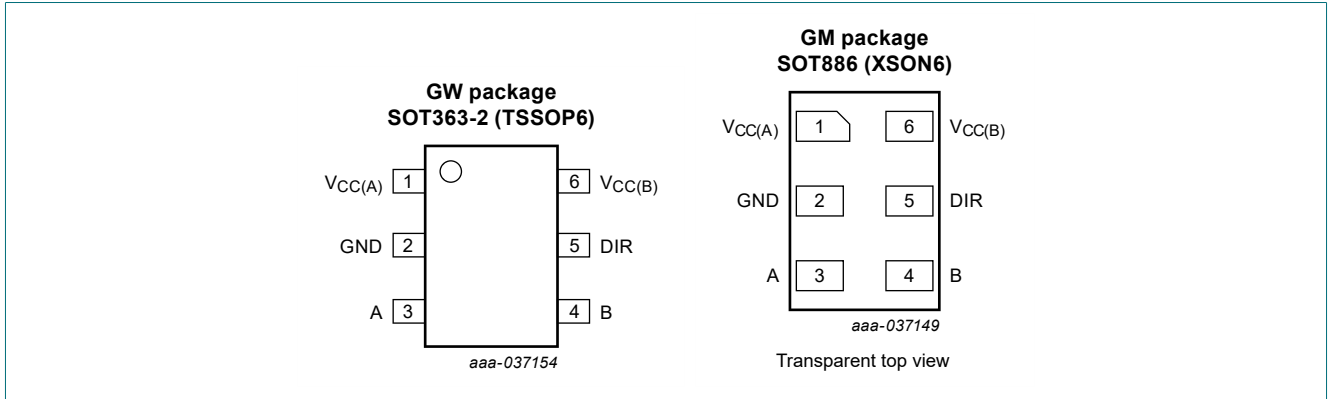 GW package
SOT363-2 (TSSOP6)
VCC(A) 1 6 VCC(B)
GND 2 5 DIR
A 3 4 B
aaa-037154
GM package
SOT886 (XSON6)
VCC(A) 1 6 VCC(B)
GND 2 5 DIR
A 3 4 B
aaa-037149
Transparent top view